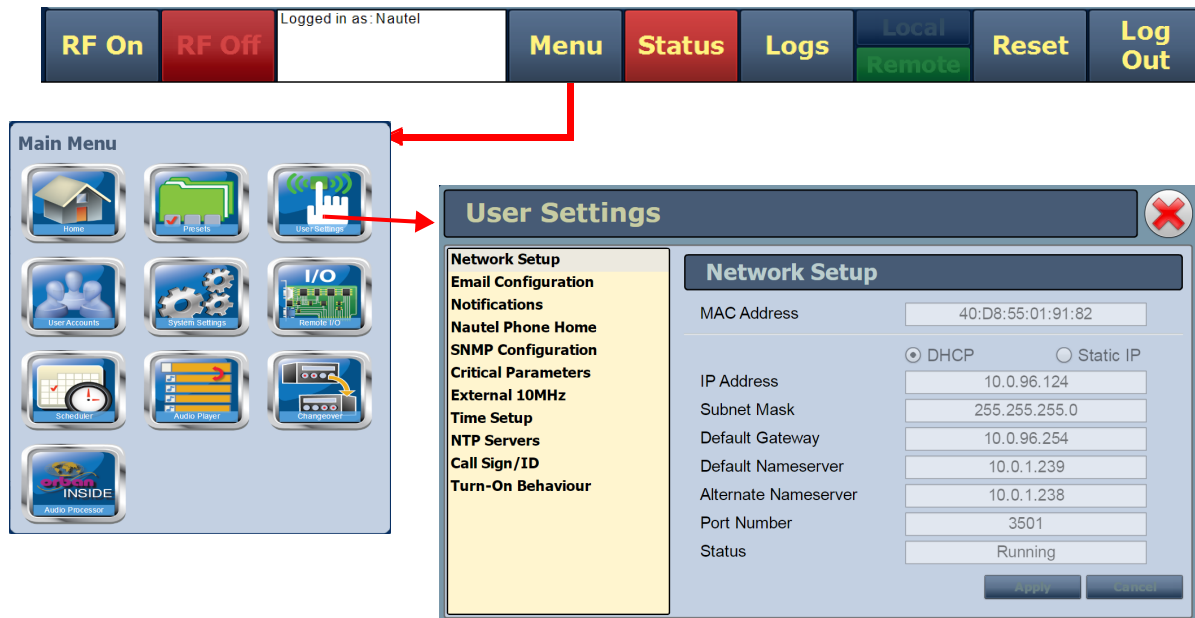 Logged in as: Nautel
RF On
RF Off
Menu
Status
Logs
Local
Remote
Reset
Log
Out
Main Menu
Home
Presets
User Settings
User Accounts
System Settings
I/O
Remote I/O
Scheduler
Audio Player
Changeover
orban
INSIDE
Audio Processor
User Settings
Network Setup
Email Configuration
Notifications
Nautel Phone Home
SNMP Configuration
Critical Parameters
External 10MHz
Time Setup
NTP Servers
Call Sign/ID
Turn-On Behaviour
Network Setup
MAC Address 40:D8:55:01:91:82
DHCP Static IP
IP Address 10.0.96.124
Subnet Mask 255.255.255.0
Default Gateway 10.0.96.254
Default Nameserver 10.0.1.239
Alternate Nameserver 10.0.1.238
Port Number 3501
Status Running
Apply Cancel